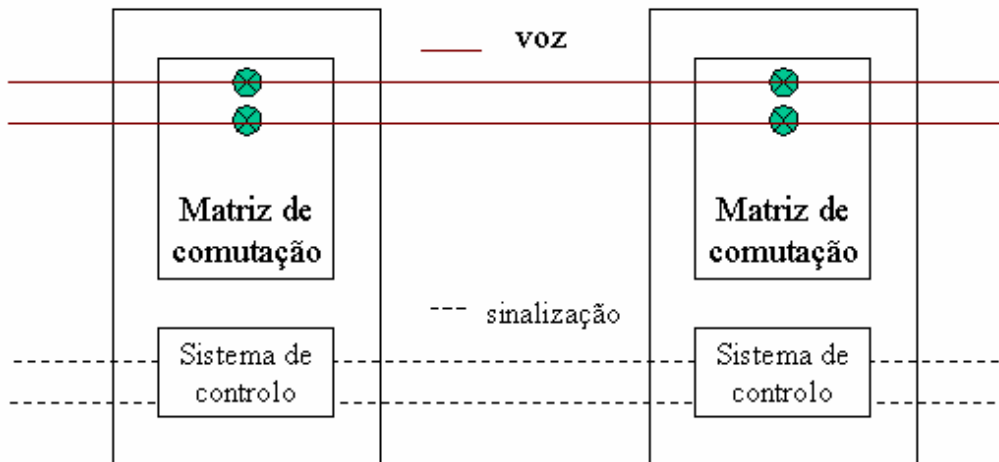 voz
Matriz de
comutação
Matriz de
comutação
sinalização
Sistema de
controlo
Sistema de
controlo